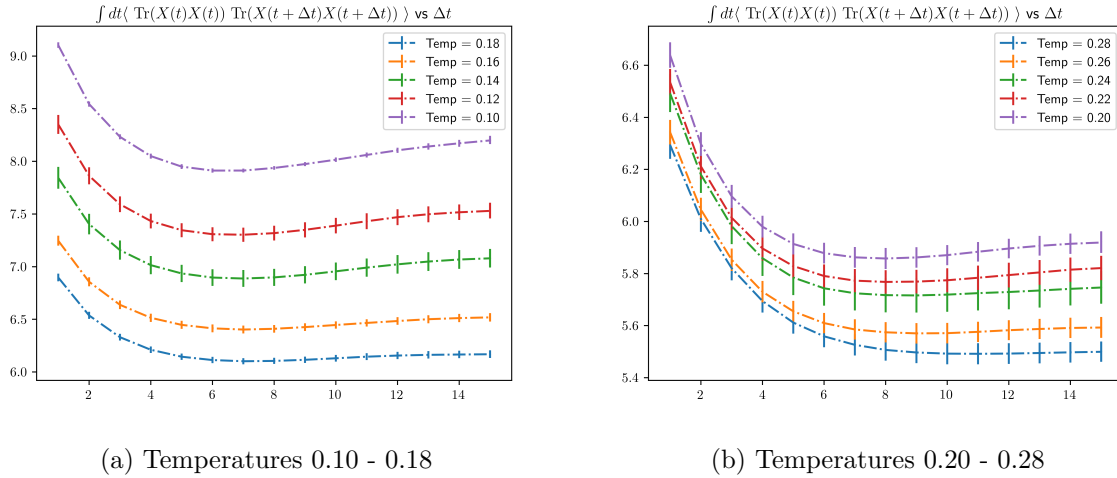 ∫ dt⟨ Tr(X(t)X(t)) Tr(X(t + Δt)X(t + Δt)) ⟩ vs Δt
9.0
8.5
8.0
7.5
7.0
6.5
6.0
2 4 6 8 10 12 14
Temp = 0.18
Temp = 0.16
Temp = 0.14
Temp = 0.12
Temp = 0.10
(a) Temperatures 0.10 - 0.18
∫ dt⟨ Tr(X(t)X(t)) Tr(X(t + Δt)X(t + Δt)) ⟩ vs Δt
6.6
6.4
6.2
6.0
5.8
5.6
5.4
2 4 6 8 10 12 14
Temp = 0.28
Temp = 0.26
Temp = 0.24
Temp = 0.22
Temp = 0.20
(b) Temperatures 0.20 - 0.28